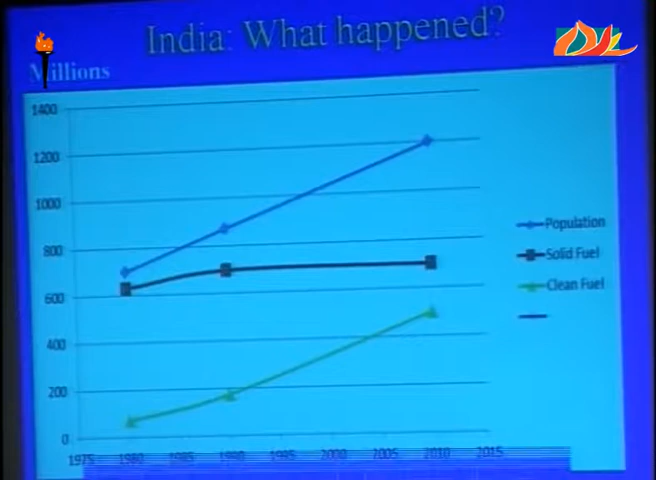 India: What happened?
Millions
1400
1200
1000
800
600
400
200
0
1975 1980 1985 1990 1995 2000 2005 2010 2015
Population
Solid Fuel
Clean Fuel